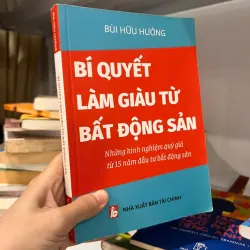 BÙI HỮU HƯỚNG
BÍ QUYẾT
LÀM GIÀU TỪ
BẤT ĐỘNG SẢN
Những kinh nghiệm quý giá
từ 15 năm đầu tư bất động sản
NHÀ XUẤT BẢN TÀI CHÍNH